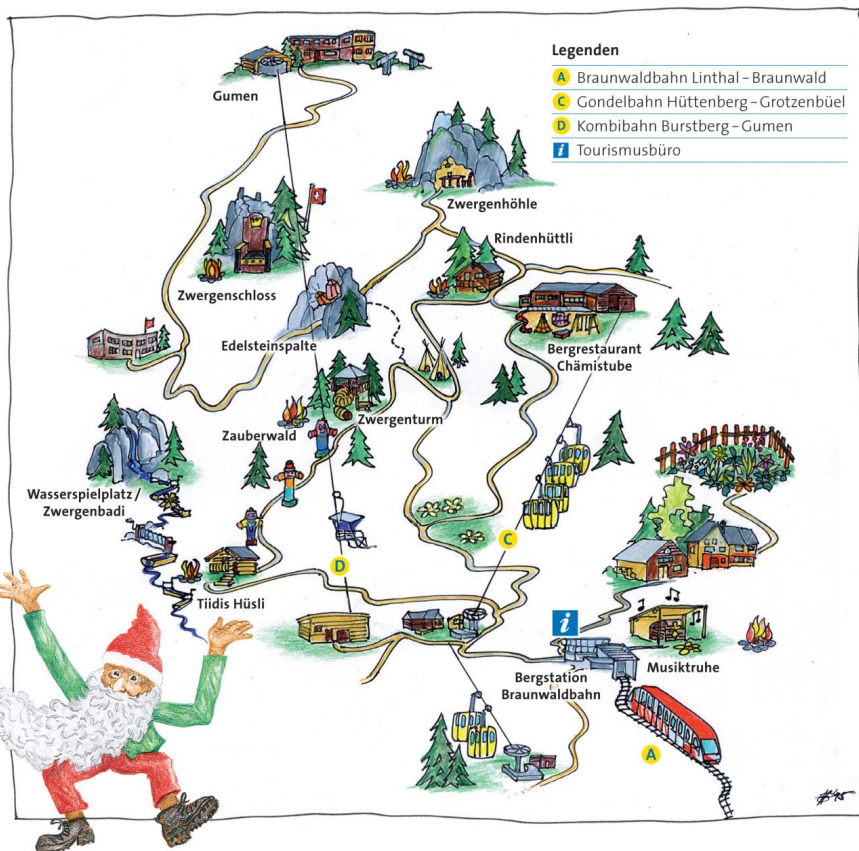 Legenden
A Braunwaldbahn Linthal – Braunwald
C Gondelbahn Hüttenberg – Grotzenbüel
D Kombibahn Burstberg – Gumen
i Tourismusbüro
Gumen
Zwergenhöhle
Rindenhüttli
Zwergenschloss
Edelsteinspalte
Bergrestaurant
Chämistube
Zwergenturm
Zauberwald
Wasserspielplatz /
Zwergenbadi
C
D
Tiidis Hüsli
i
Musiktruhe
Bergstation
Braunwaldbahn
A